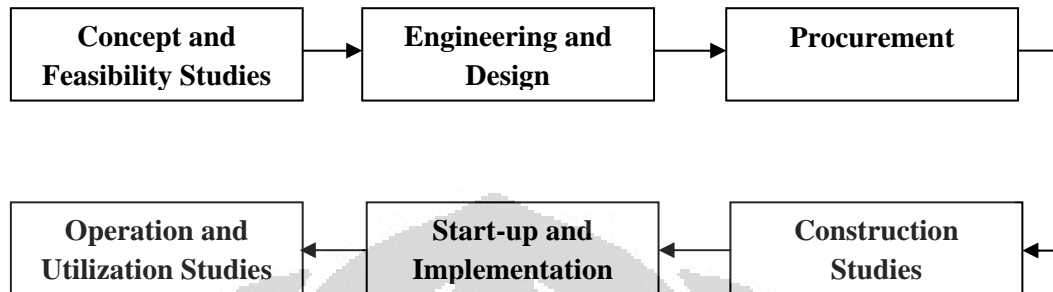 Concept and
Feasibility Studies
Engineering and
Design
Procurement
Operation and
Utilization Studies
Start-up and
Implementation
Construction
Studies